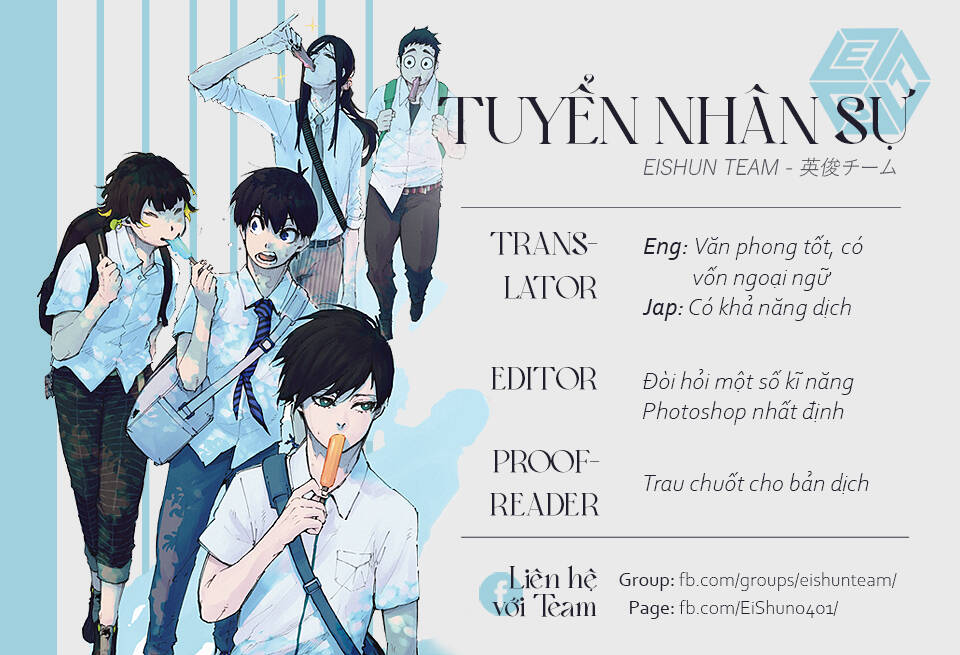 TUYỂN NHÂN SỰ
EISHUN TEAM - 英俊チーム
TRANS-
LATOR
Eng: Văn phong tốt, có
vốn ngoại ngữ
Jap: Có khả năng dịch
EDITOR
Đòi hỏi một số kĩ năng
Photoshop nhất định
PROOF-
READER
Trau chuốt cho bản dịch
Liên hệ
với Team
Group: fb.com/groups/eishunteam/
Page: fb.com/EiShun0401/